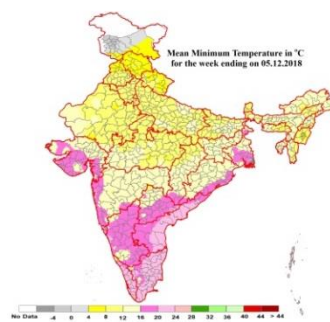 Mean Minimum Temperature in °C
for the week ending on 05.12.2018
No Data -4 0 4 8 12 16 20 24 28 32 36 40 44 > 44